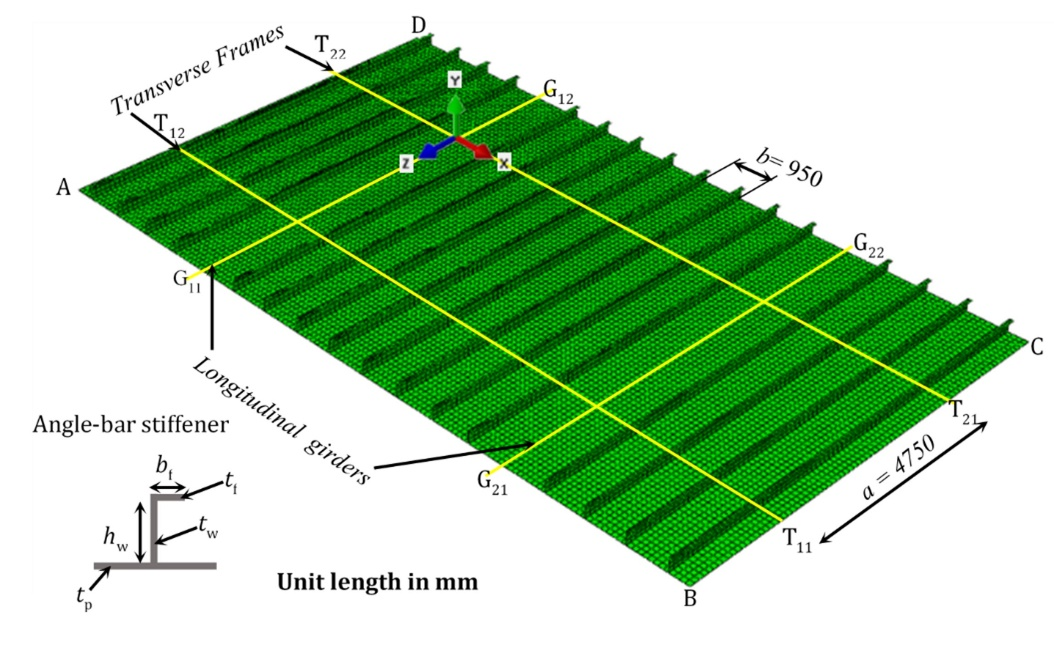 D
T22
Transverse Frames
Y
G12
T12
Z
X
b= 950
A
G22
G11
C
Longitudinal girders
T21
Angle-bar stiffener
a = 4750
bf
tf
G21
hw
tw
T11
Unit length in mm
tp
B